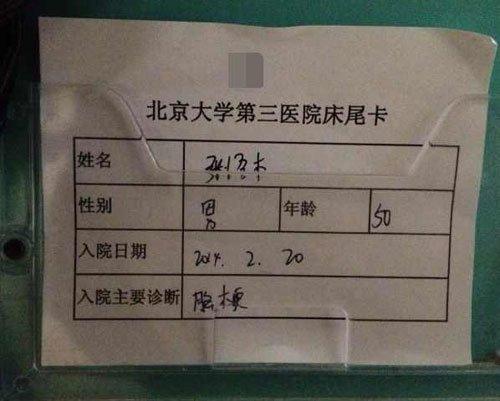 北京大学第三医院床尾卡
姓名
性别 男 年龄 50
入院日期 2014. 2. 20
入院主要诊断 脑梗